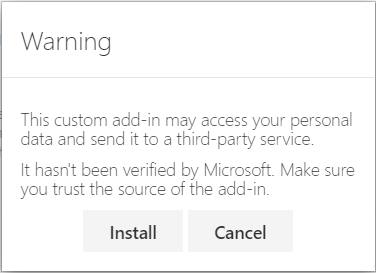 Warning
This custom add-in may access your personal
data and send it to a third-party service.
It hasn't been verified by Microsoft. Make sure
you trust the source of the add-in.
Install Cancel